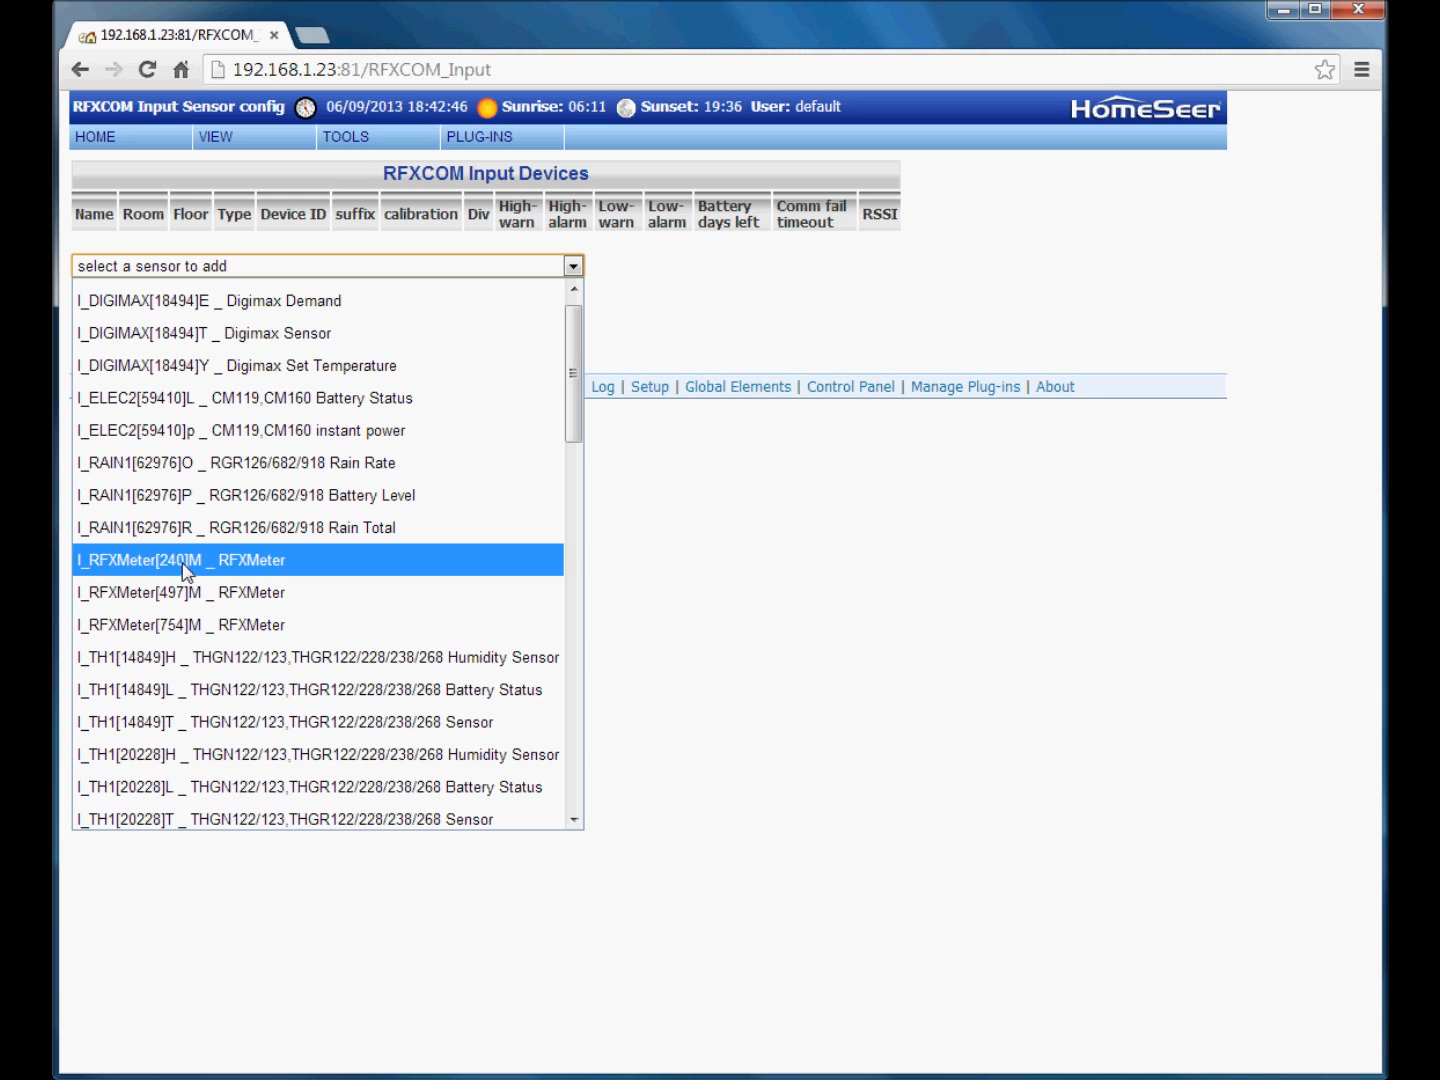 192.168.1.23:81/RFXCOM_
192.168.1.23:81/RFXCOM_Input
RFXCOM Input Sensor config 06/09/2013 18:42:46 Sunrise: 06:11 Sunset: 19:36 User: default HomeSeer
HOME VIEW TOOLS PLUG-INS
RFXCOM Input Devices
Name Room Floor Type Device ID suffix calibration Div High-warn High-alarm Low-warn Low-alarm Battery days left Comm fail timeout RSSI
select a sensor to add
I_DIGIMAX[18494]E _ Digimax Demand
I_DIGIMAX[18494]T _ Digimax Sensor
I_DIGIMAX[18494]Y _ Digimax Set Temperature
Log | Setup | Global Elements | Control Panel | Manage Plug-ins | About
I_ELEC2[59410]L _ CM119,CM160 Battery Status
I_ELEC2[59410]p _ CM119,CM160 instant power
I_RAIN1[62976]O _ RGR126/682/918 Rain Rate
I_RAIN1[62976]P _ RGR126/682/918 Battery Level
I_RAIN1[62976]R _ RGR126/682/918 Rain Total
I_RFXMeter[240]M _ RFXMeter
I_RFXMeter[497]M _ RFXMeter
I_RFXMeter[754]M _ RFXMeter
I_TH1[14849]H _ THGN122/123,THGR122/228/238/268 Humidity Sensor
I_TH1[14849]L _ THGN122/123,THGR122/228/238/268 Battery Status
I_TH1[14849]T _ THGN122/123,THGR122/228/238/268 Sensor
I_TH1[20228]H _ THGN122/123,THGR122/228/238/268 Humidity Sensor
I_TH1[20228]L _ THGN122/123,THGR122/228/238/268 Battery Status
I_TH1[20228]T _ THGN122/123,THGR122/228/238/268 Sensor